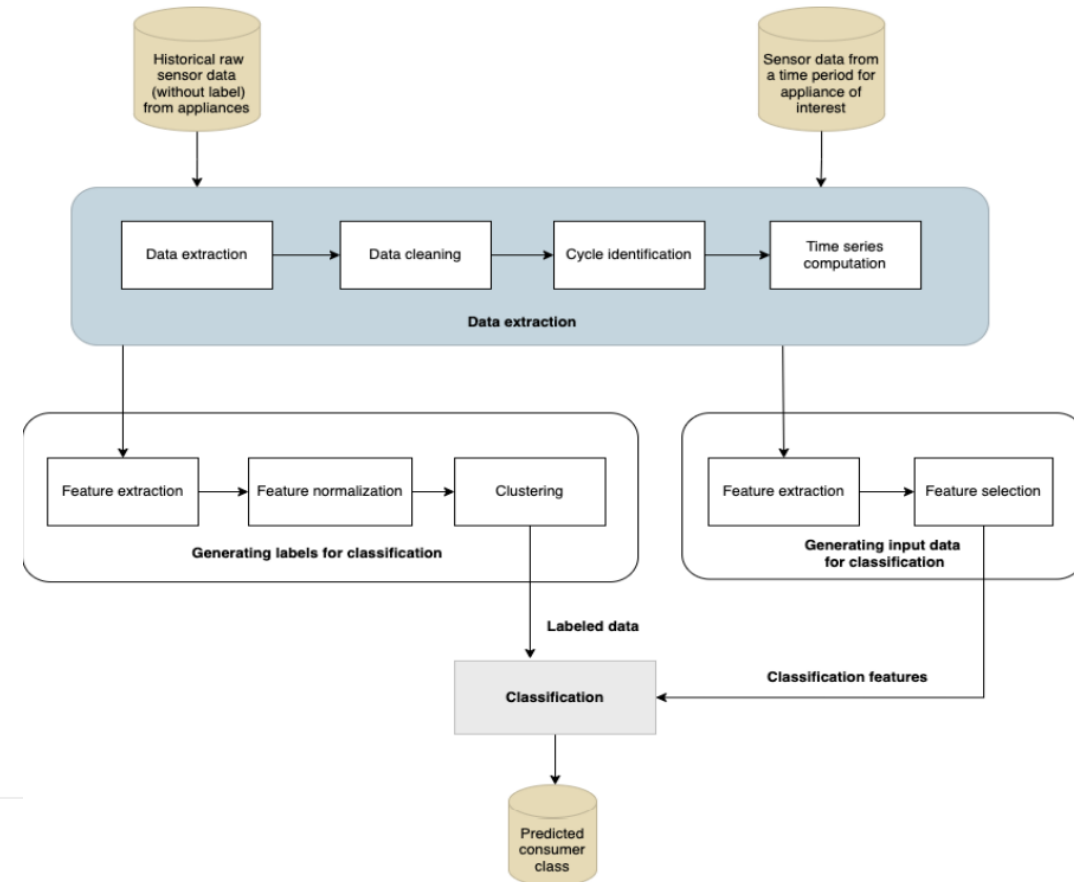 Historical raw
sensor data
(without label)
from appliances
Sensor data from
a time period for
appliance of
interest
Data extraction
Data cleaning
Cycle identification
Time series
computation
Data extraction
Feature extraction
Feature normalization
Clustering
Generating labels for classification
Feature extraction
Feature selection
Generating input data
for classification
Labeled data
Classification features
Classification
Predicted
consumer
class